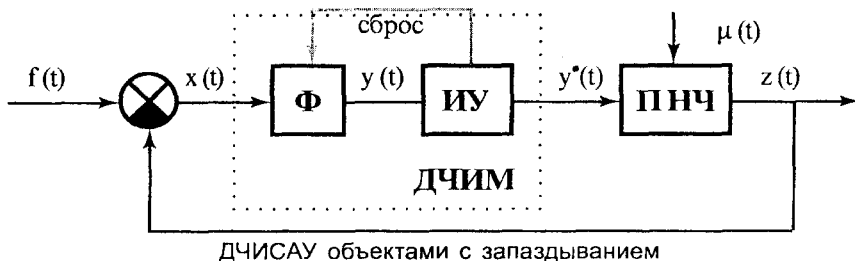 сброс
μ(t)
f(t)
x(t)
Ф
y(t)
ИУ
y*(t)
ПНЧ
z(t)
ДЧИМ
ДЧИСАУ объектами с запаздыванием